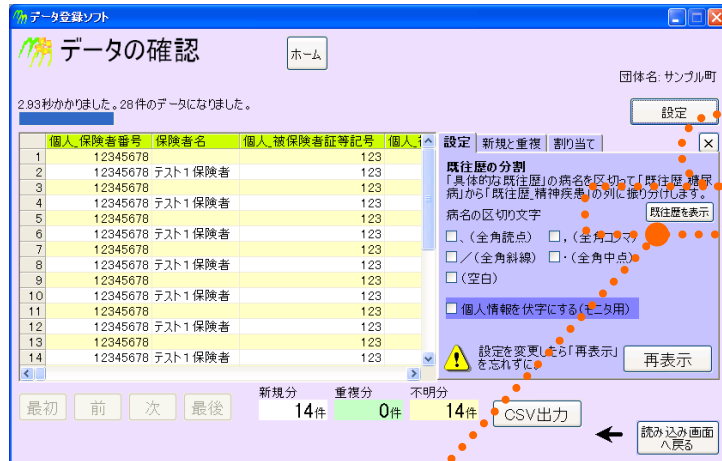 データ登録ソフト
データの確認
ホーム
団体名: サンプル町
2.93秒かかりました。28件のデータになりました。
設定
個人_保険者番号 保険者名 個人_被保険者証等記号 個人_
1 12345678 123
2 12345678 テスト1保険者 123
3 12345678 123
4 12345678 テスト1保険者 123
5 12345678 123
6 12345678 テスト1保険者 123
7 12345678 123
8 12345678 テスト1保険者 123
9 12345678 123
10 12345678 テスト1保険者 123
11 12345678 123
12 12345678 テスト1保険者 123
13 12345678 123
14 12345678 テスト1保険者 123
設定 新規と重複 割り当て
既往歴の分割
「具体的な既往歴」の病名を区切って「既往歴_糖尿
病」から「既往歴_精神疾患」の列に振り分けします。
病名の区切り文字
既往歴を表示
、(全角読点) ，(全角コンマ)
／(全角斜線) ・(全角中点)
(空白)
個人情報を伏字にする(モニタ用)
設定を変更したら「再表示」
を忘れずに。
再表示
最初 前 次 最後
新規分 重複分 不明分
14件 0件 14件
CSV出力
読み込み画面
へ戻る